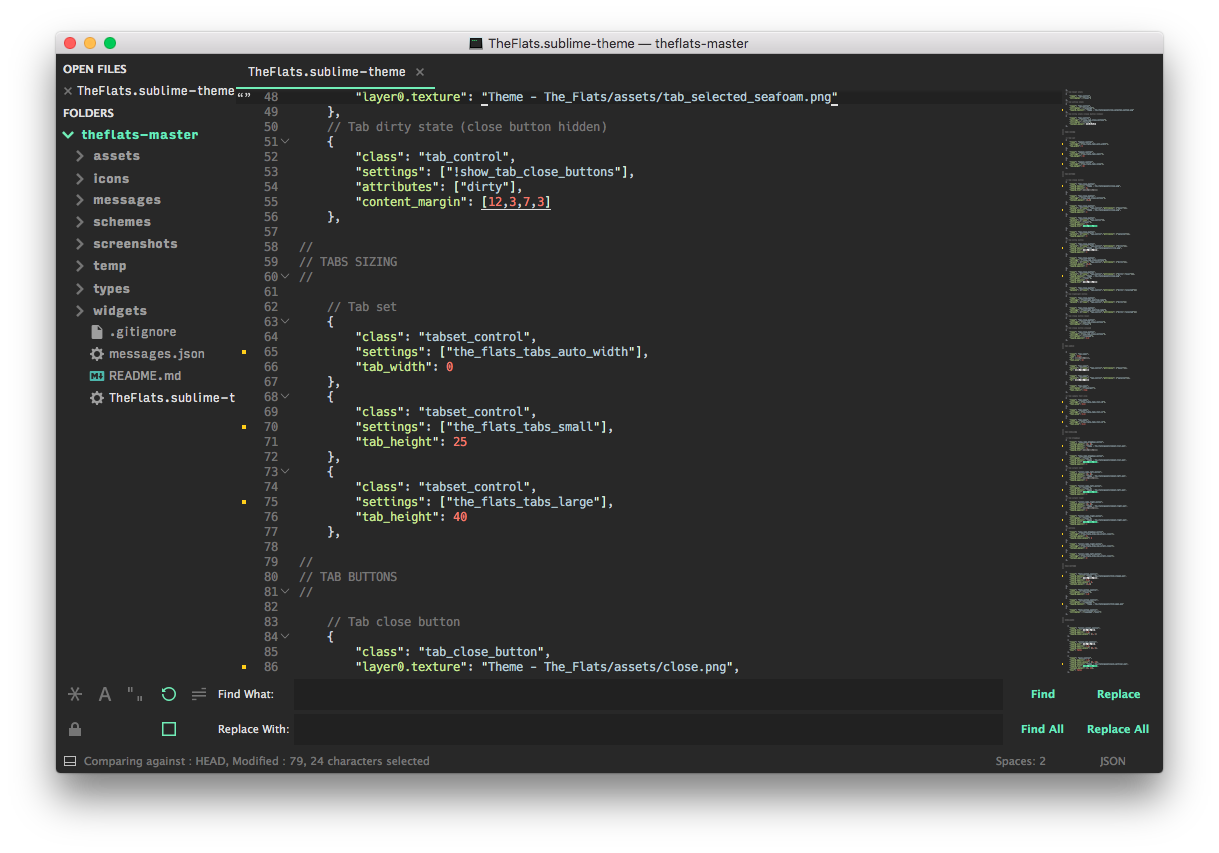 TheFlats.sublime-theme — theflats-master
OPEN FILES
TheFlats.sublime-theme
FOLDERS
theflats-master
assets
icons
messages
schemes
screenshots
temp
types
widgets
.gitignore
messages.json
README.md
TheFlats.sublime-t
TheFlats.sublime-theme
48 "layer0.texture": "Theme - The_Flats/assets/tab_selected_seafoam.png"
49 },
50 // Tab dirty state (close button hidden)
51 {
52 "class": "tab_control",
53 "settings": ["!show_tab_close_buttons"],
54 "attributes": ["dirty"],
55 "content_margin": [12,3,7,3]
56 },
57
58 //
59 // TABS SIZING
60 //
61
62 // Tab set
63 {
64 "class": "tabset_control",
65 "settings": ["the_flats_tabs_auto_width"],
66 "tab_width": 0
67 },
68 {
69 "class": "tabset_control",
70 "settings": ["the_flats_tabs_small"],
71 "tab_height": 25
72 },
73 {
74 "class": "tabset_control",
75 "settings": ["the_flats_tabs_large"],
76 "tab_height": 40
77 },
78
79 //
80 // TAB BUTTONS
81 //
82
83 // Tab close button
84 {
85 "class": "tab_close_button",
86 "layer0.texture": "Theme - The_Flats/assets/close.png",
Find What:
Find
Replace
Replace With:
Find All
Replace All
Comparing against : HEAD, Modified : 79, 24 characters selected
Spaces: 2
JSON